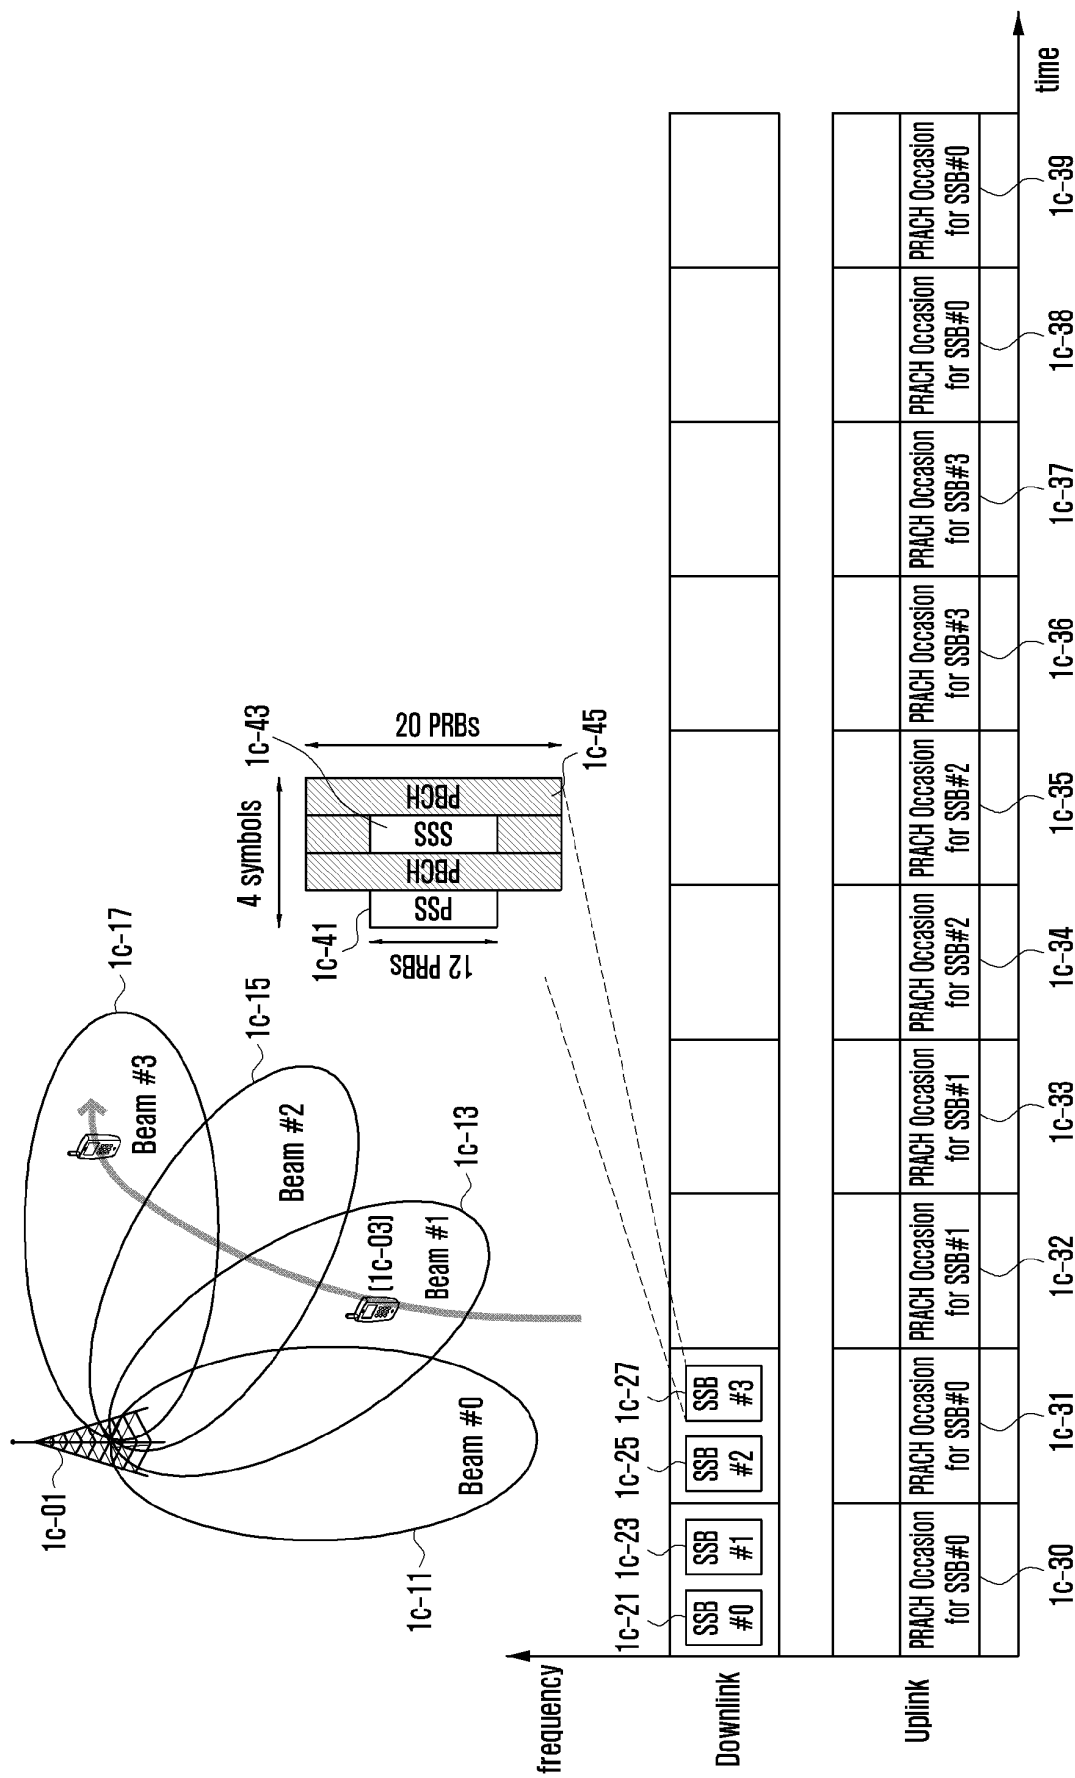 1c-01
1c-17
Beam #3
1c-15
Beam #2
1c-13
(1c-03)
Beam #1
Beam #0
1c-11
4 symbols
1c-43
20 PRBs
1c-45
1c-41
12 PRBs
PSS
PBCH
SSS
PBCH
frequency
1c-21
1c-23
1c-25
1c-27
Downlink
SSB
#0
SSB
#1
SSB
#2
SSB
#3
Uplink
PRACH Occasion
for SSB#0
PRACH Occasion
for SSB#0
PRACH Occasion
for SSB#1
PRACH Occasion
for SSB#1
PRACH Occasion
for SSB#2
PRACH Occasion
for SSB#2
PRACH Occasion
for SSB#3
PRACH Occasion
for SSB#3
PRACH Occasion
for SSB#0
PRACH Occasion
for SSB#0
time
1c-30
1c-31
1c-32
1c-33
1c-34
1c-35
1c-36
1c-37
1c-38
1c-39